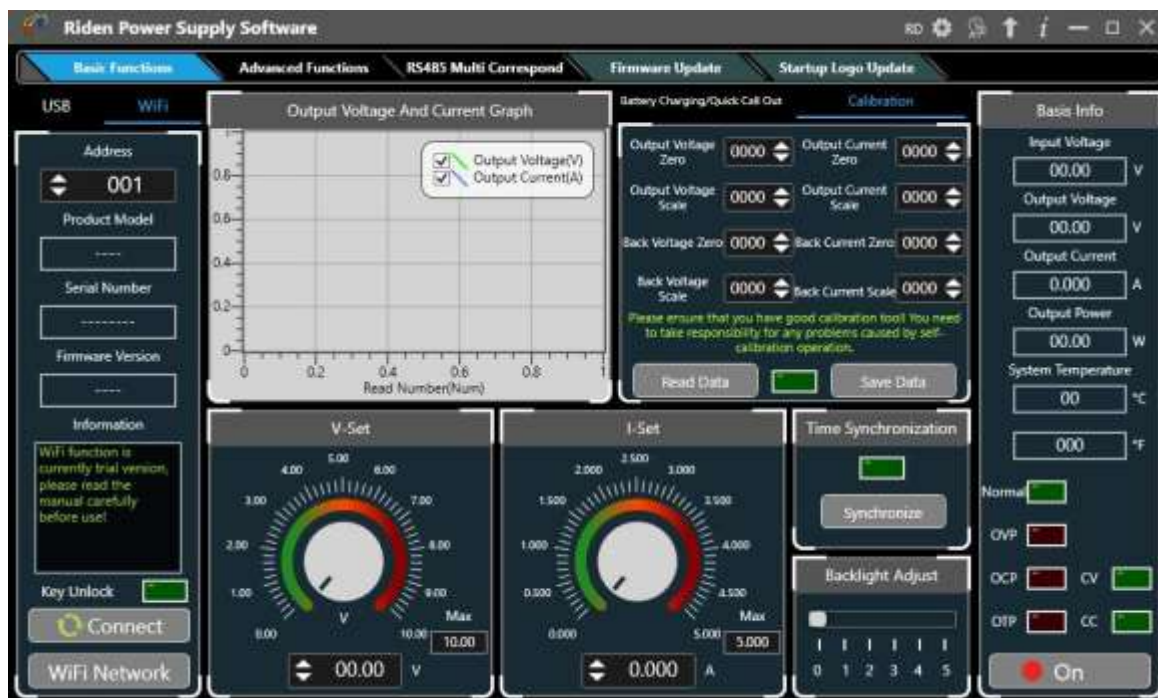 Riden Power Supply Software
RD
Basic Functions
Advanced Functions
RS485 Multi Correspond
Firmware Update
Startup Logo Update
USB
WiFi
Address
001
Product Model
----
Serial Number
--------
Firmware Version
----
Information
WiFi function is
currently trial version,
please read the
manual carefully
before use!
Key Unlock
Connect
WiFi Network
Output Voltage And Current Graph
Output Voltage(V)
Output Current(A)
1
0.8
0.6
0.4
0.2
0
0
0.2
0.4
0.6
0.8
1
Read Number(Num)
Battery Charging/Quick Call Out
Calibration
Output Voltage
Zero
0000
Output Current
Zero
0000
Output Voltage
Scale
0000
Output Current
Scale
0000
Back Voltage Zero
0000
Back Current Zero
0000
Back Voltage
Scale
0000
Back Current Scale
0000
Please ensure that you have good calibration tool! You need
to take responsibility for any problems caused by self-
calibration operation.
Read Data
Save Data
V-Set
0.00
1.00
2.00
3.00
4.00
5.00
6.00
7.00
8.00
9.00
10.00
V
Max
10.00
00.00
V
I-Set
0.000
0.500
1.000
1.500
2.000
2.500
3.000
3.500
4.000
4.500
5.000
A
Max
5.000
0.000
A
Time Synchronization
Synchronize
Backlight Adjust
0 1 2 3 4 5
Basis Info
Input Voltage
00.00 V
Output Voltage
00.00 V
Output Current
0.000 A
Output Power
00.00 W
System Temperature
00 °C
000 °F
Normal
OVP
OCP
CV
OTP
CC
On